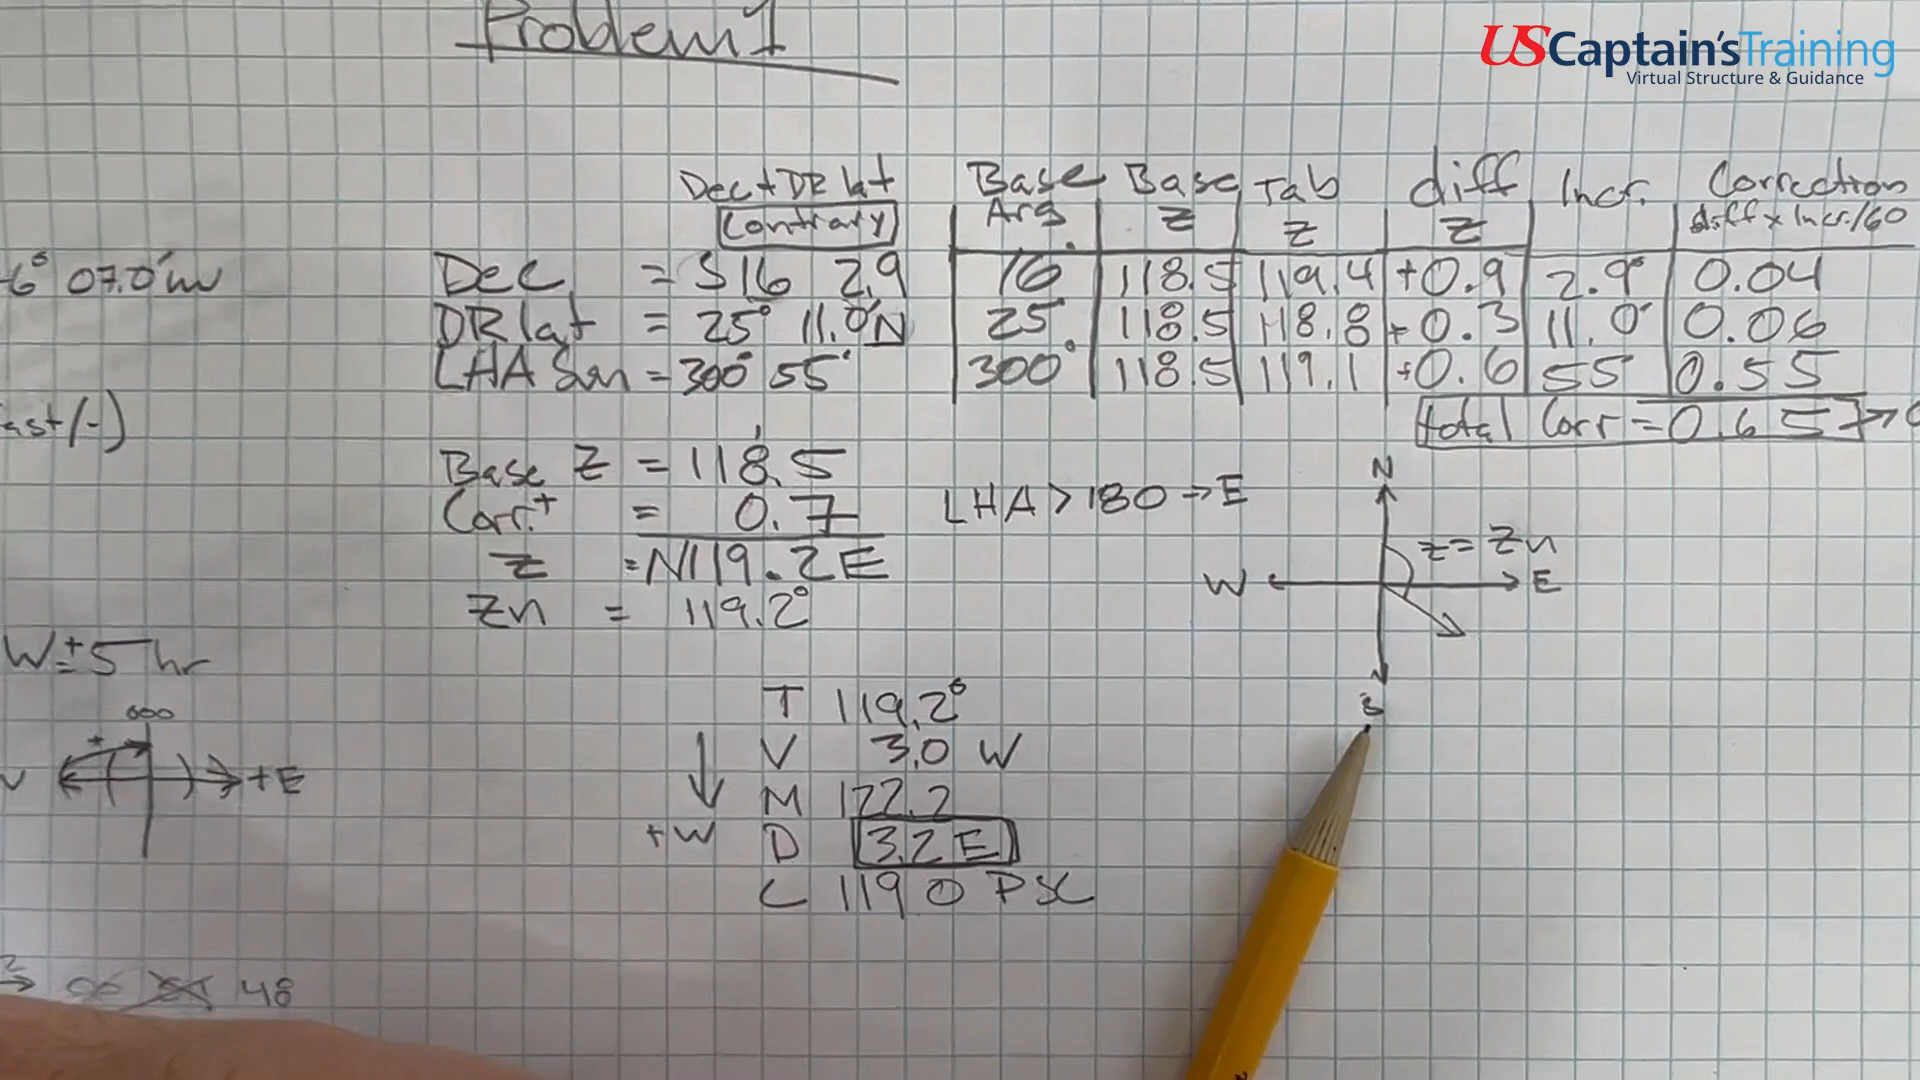 Problem 1
US Captain's Training
Virtual Structure & Guidance
Dec + DR lat
Contrary
Base Arg
Base Z
Tab Z
diff Z
Incr.
Correction
diff x Incr./60
6° 07.0' W
Dec = S16 2.9 16° 118.5 119.4 +0.9 2.9' 0.04
DR lat = 25° 11.0' N 25° 118.5 118.8 +0.3 11.0' 0.06
LHA Sun = 300° 55' 300° 118.5 119.1 +0.6 55' 0.55
Total Corr = 0.65 →
ast (-)
Base Z = 118.5
Corr.+ = 0.7
Z = N119.2E
Zn = 119.2°
LHA > 180 → E
N
Z = Zn
W
E
S
W ± 5 hr
000
+
+E
T 119.2°
V 3.0 W
M 122.2
+W D 3.2 E
C 119.0 PSC
48